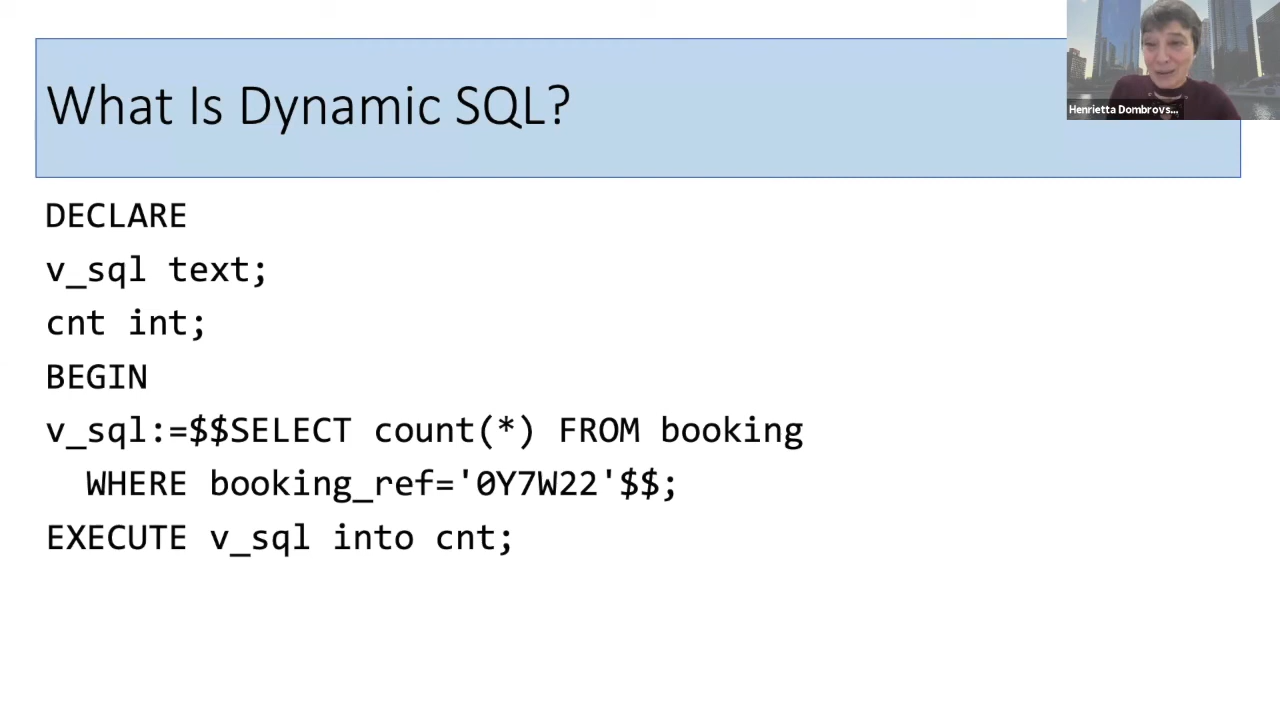 What Is Dynamic SQL?
Henrietta Dombrovs...
DECLARE
v_sql text;
cnt int;
BEGIN
v_sql:=$$SELECT count(*) FROM booking
WHERE booking_ref='0Y7W22'$$;
EXECUTE v_sql into cnt;